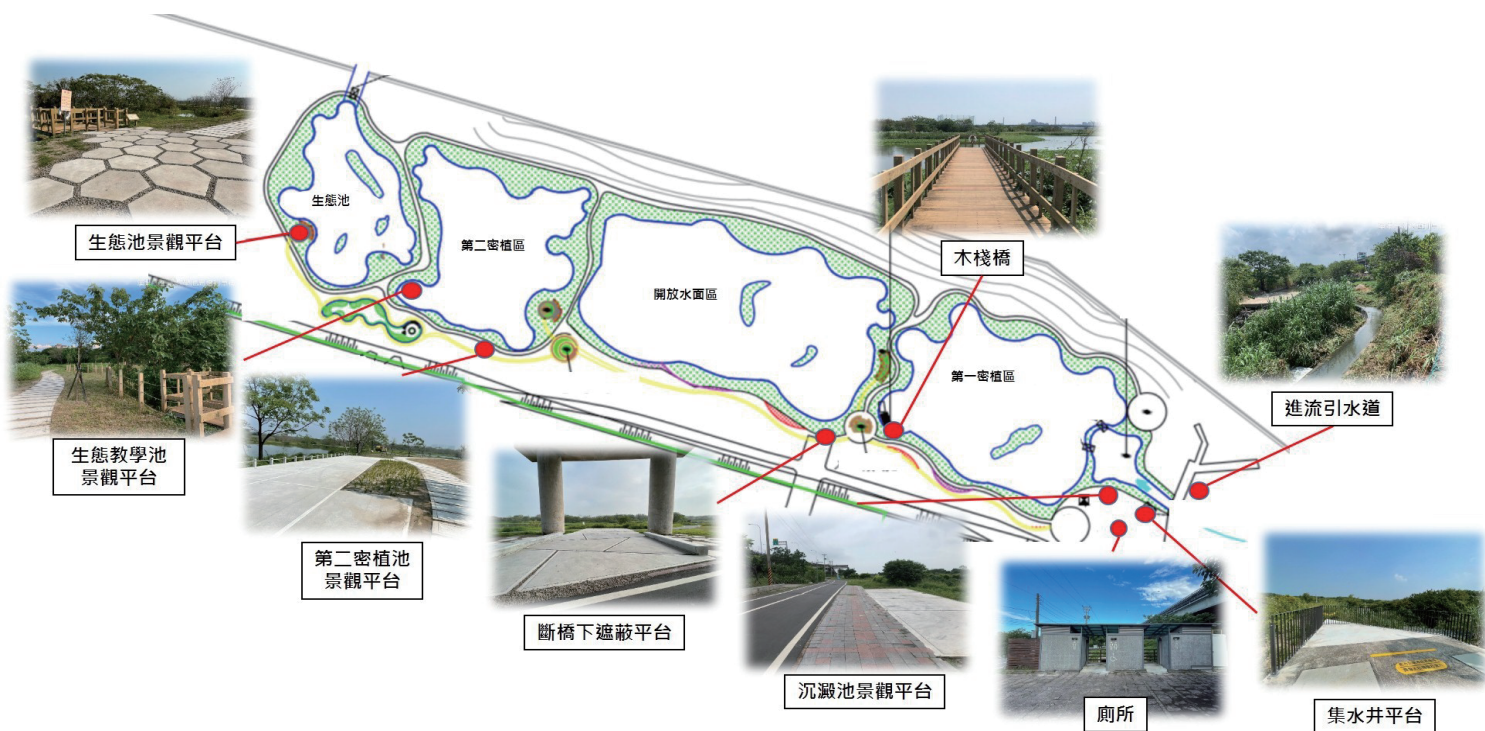 生態池
第二密植區
開放水面區
第一密植區
木棧橋
生態池景觀平台
進流引水道
生態教學池
景觀平台
第二密植池
景觀平台
斷橋下遮蔽平台
沉澱池景觀平台
廁所
集水井平台